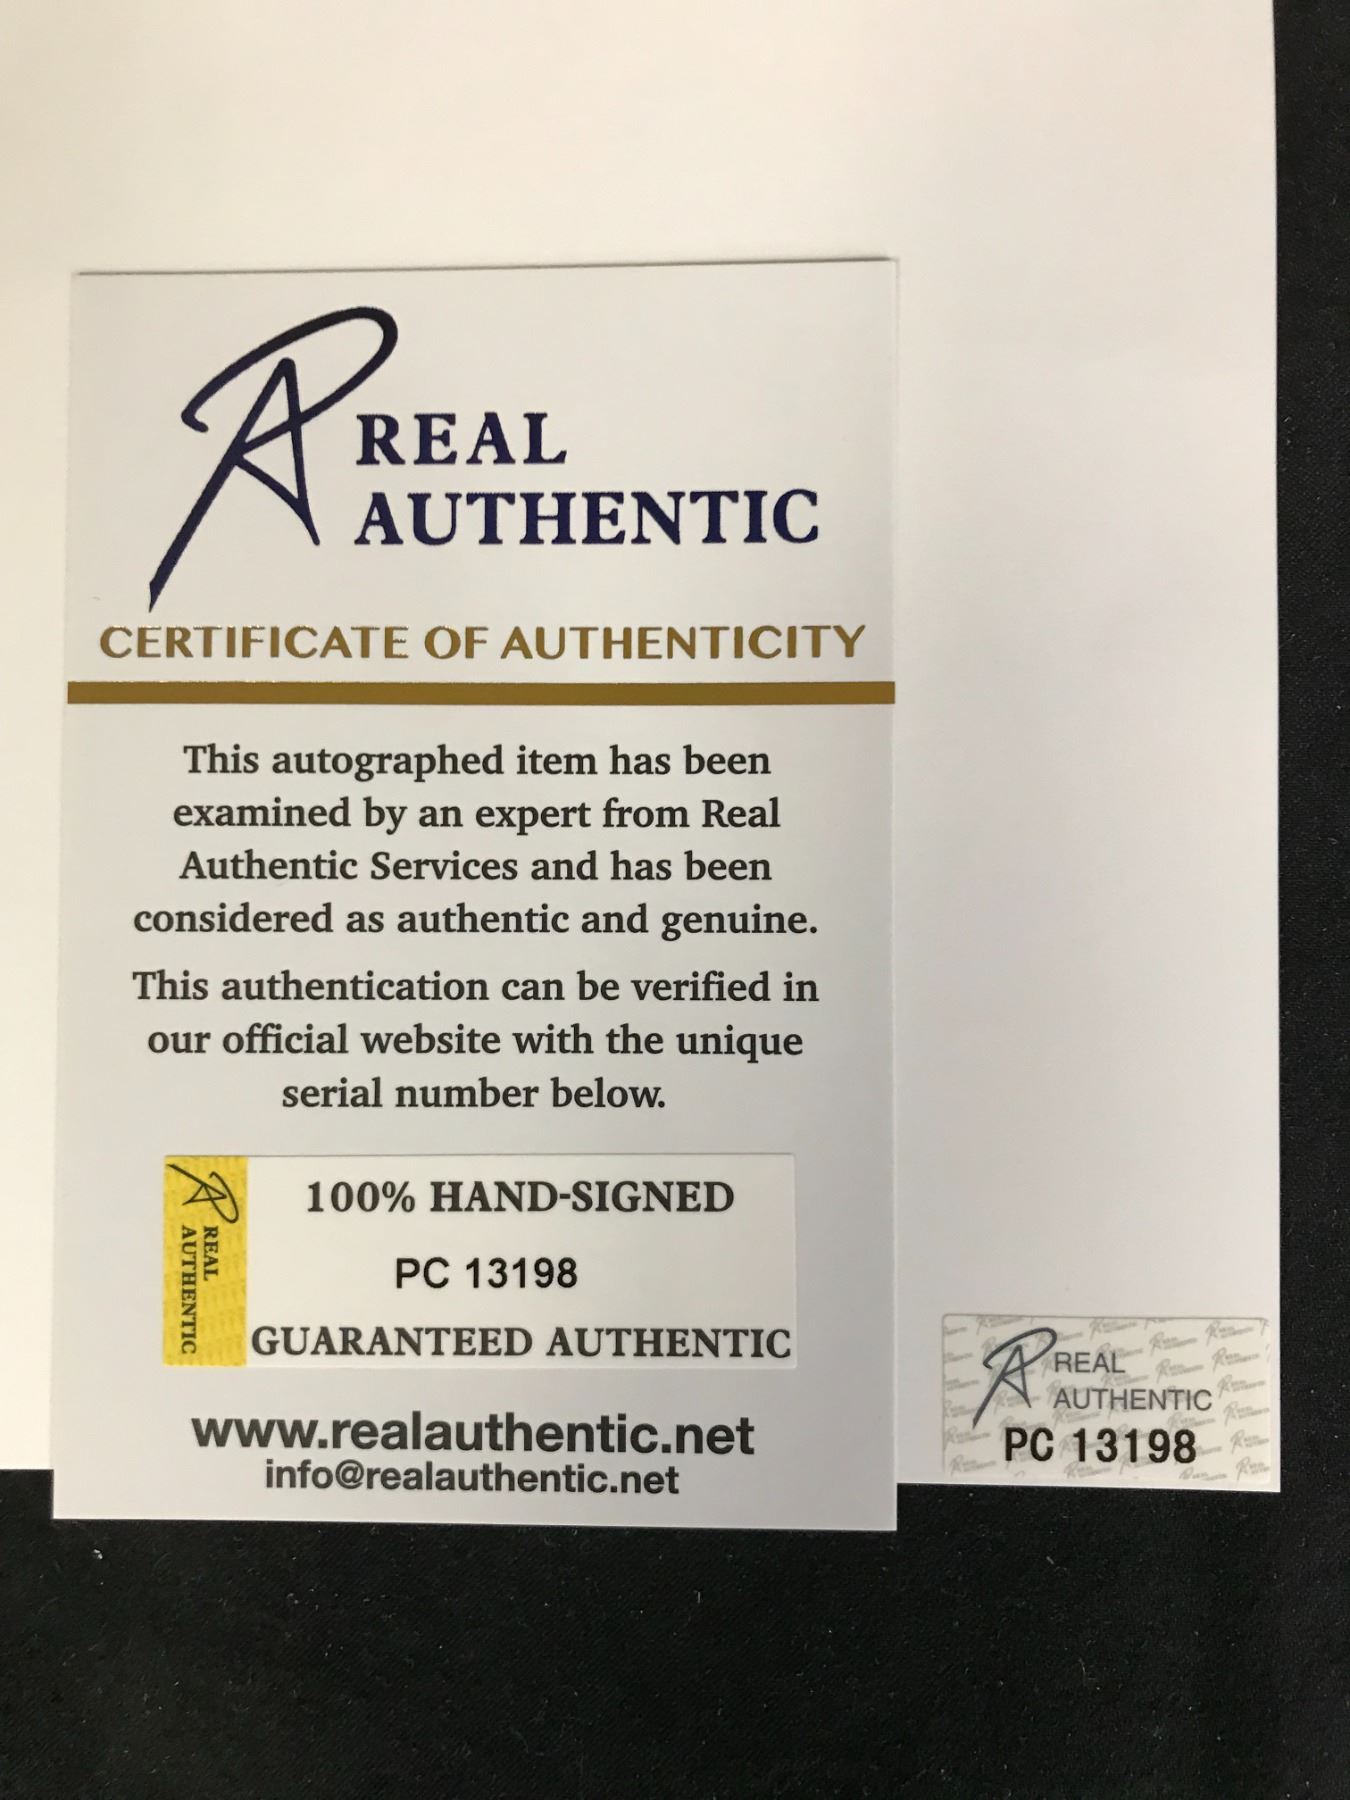 REAL
AUTHENTIC
CERTIFICATE OF AUTHENTICITY
This autographed item has been
examined by an expert from Real
Authentic Services and has been
considered as authentic and genuine.
This authentication can be verified in
our official website with the unique
serial number below.
REAL
AUTHENTIC
100% HAND-SIGNED
PC 13198
GUARANTEED AUTHENTIC
www.realauthentic.net
info@realauthentic.net
REAL
AUTHENTIC
PC 13198